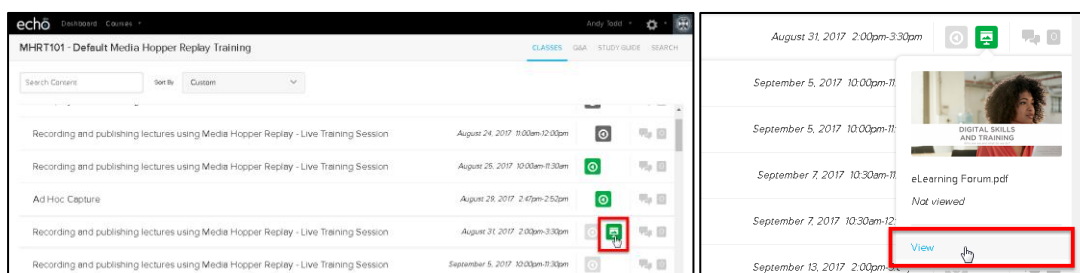 echo Dashboard Courses Andy Todd
MHRT101 - Default Media Hopper Replay Training CLASSES Q&A STUDY GUIDE SEARCH
Search Content Sort By Custom
Recording and publishing lectures using Media Hopper Replay - Live Training Session August 24, 2017 11:00am-12:00pm
Recording and publishing lectures using Media Hopper Replay - Live Training Session August 25, 2017 10:00am-11:30am
Ad Hoc Capture August 29, 2017 2:47pm-2:52pm
Recording and publishing lectures using Media Hopper Replay - Live Training Session August 31, 2017 2:00pm-3:30pm
Recording and publishing lectures using Media Hopper Replay - Live Training Session September 5, 2017 10:00pm-11:30pm
August 31, 2017 2:00pm-3:30pm
September 5, 2017 10:00pm-11:
September 5, 2017 10:00pm-11:
DIGITAL SKILLS
AND TRAINING
September 7, 2017 10:30am-11:
eLearning Forum.pdf
Not viewed
September 7, 2017 10:30am-12:
View
September 13, 2017 2:00pm-